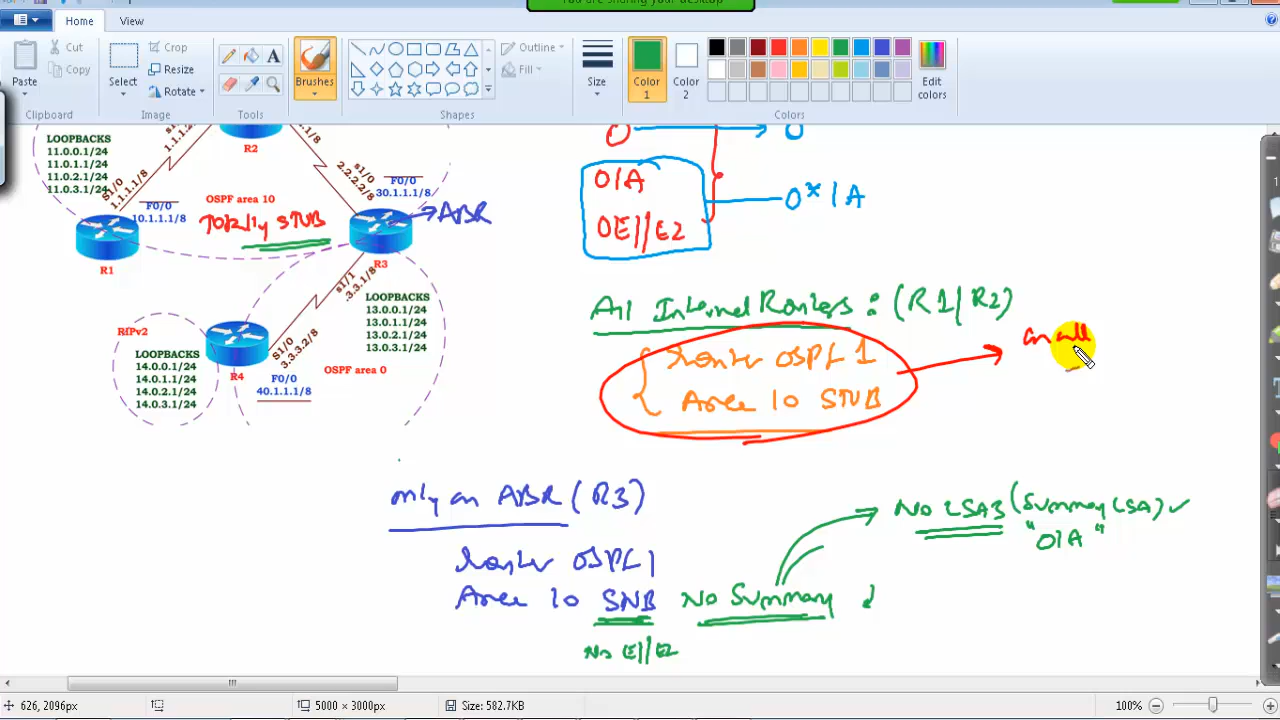 You are sharing your desktop
Home
View
Paste
Cut
Copy
Select
Crop
Resize
Rotate
Brushes
Outline
Fill
Size
Color
1
Color
2
Edit
colors
Clipboard
Image
Tools
Shapes
Colors
LOOPBACKS
11.0.0.1/24
11.0.1.1/24
11.0.2.1/24
11.0.3.1/24
R2
S1/0
1.1.1.1/8
F0/0
10.1.1.1/8
R1
OSPF area 10
Totally STUB
s1/0
2.2.2.2/8
F0/0
30.1.1.1/8
ABR
R3
s1/1
.3.3.1/8
LOOPBACKS
13.0.0.1/24
13.0.1.1/24
13.0.2.1/24
13.0.3.1/24
RIPv2
LOOPBACKS
14.0.0.1/24
14.0.1.1/24
14.0.2.1/24
14.0.3.1/24
R4
S1/0
3.3.3.2/8
F0/0
40.1.1.1/8
OSPF area 0
O O
O IA
OE1/E2
O* IA
All Internal Routers : (R1/R2)
router OSPF 1
Area 10 STUB
on all
only on ABR (R3)
router OSPF 1
Area 10 STUB No Summary
No E1/E2
No LSA3 (Summary LSA)
"O IA"
626, 2096px
5000 × 3000px
Size: 582.7KB
100%